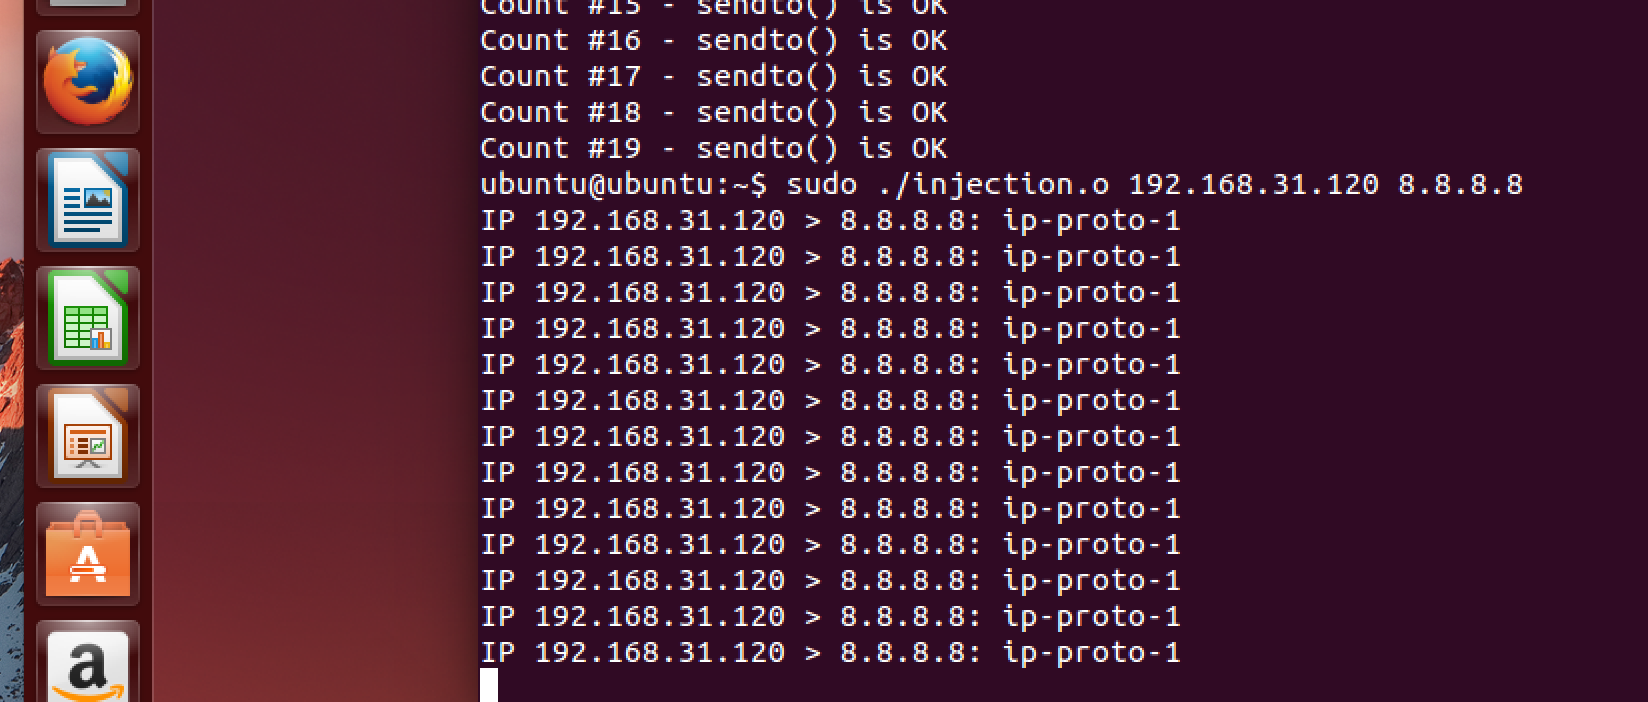 Count #15 - sendto() is OK
Count #16 - sendto() is OK
Count #17 - sendto() is OK
Count #18 - sendto() is OK
Count #19 - sendto() is OK
ubuntu@ubuntu:~$ sudo ./injection.o 192.168.31.120 8.8.8.8
IP 192.168.31.120 > 8.8.8.8: ip-proto-1
IP 192.168.31.120 > 8.8.8.8: ip-proto-1
IP 192.168.31.120 > 8.8.8.8: ip-proto-1
IP 192.168.31.120 > 8.8.8.8: ip-proto-1
IP 192.168.31.120 > 8.8.8.8: ip-proto-1
IP 192.168.31.120 > 8.8.8.8: ip-proto-1
IP 192.168.31.120 > 8.8.8.8: ip-proto-1
IP 192.168.31.120 > 8.8.8.8: ip-proto-1
IP 192.168.31.120 > 8.8.8.8: ip-proto-1
IP 192.168.31.120 > 8.8.8.8: ip-proto-1
IP 192.168.31.120 > 8.8.8.8: ip-proto-1
IP 192.168.31.120 > 8.8.8.8: ip-proto-1
IP 192.168.31.120 > 8.8.8.8: ip-proto-1
A
a